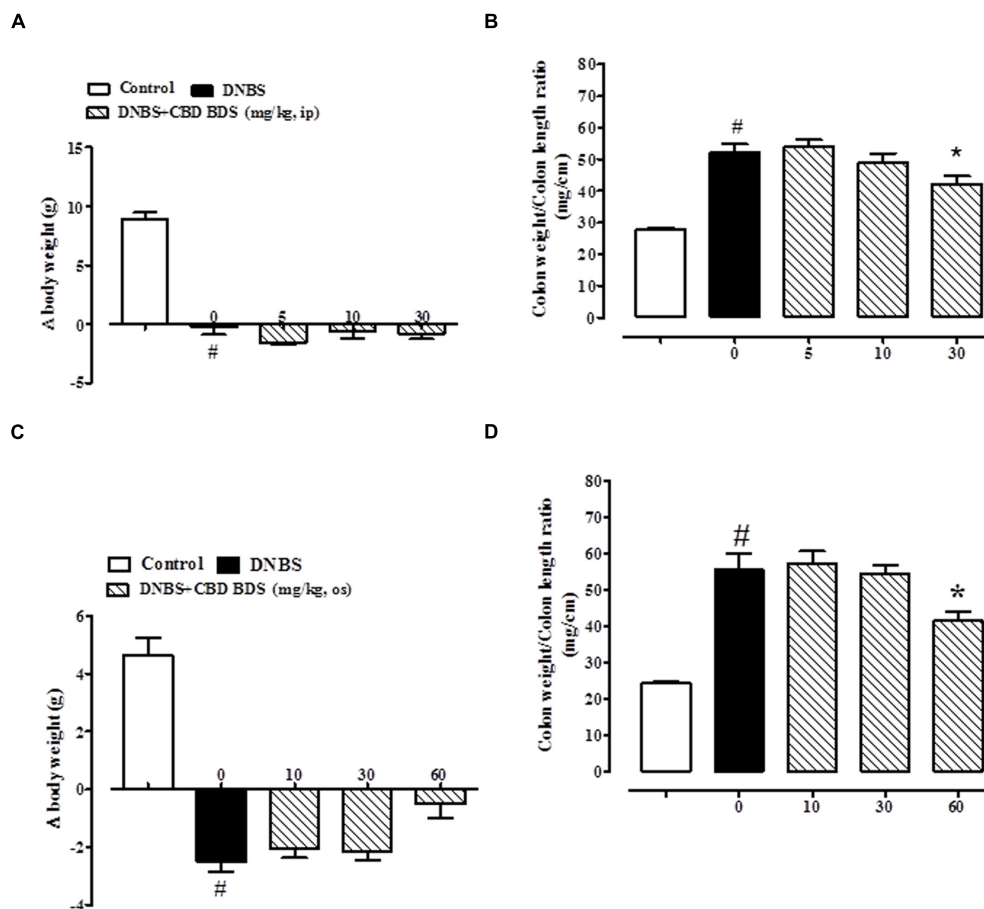 A
Control DNBS
DNBS+CBD BDS (mg/kg, ip)
Δ body weight (g)
15
10
5
0
-5
0 5 10 30
#
B
Colon weight/Colon length ratio
(mg/cm)
80
70
60
50
40
30
20
10
0
#
*
0 5 10 30
C
Control DNBS
DNBS+CBD BDS (mg/kg, os)
Δ body weight (g)
6
4
2
0
-2
-4
0 10 30 60
#
D
Colon weight/Colon length ratio
(mg/cm)
80
70
60
50
40
30
20
10
0
#
*
0 10 30 60